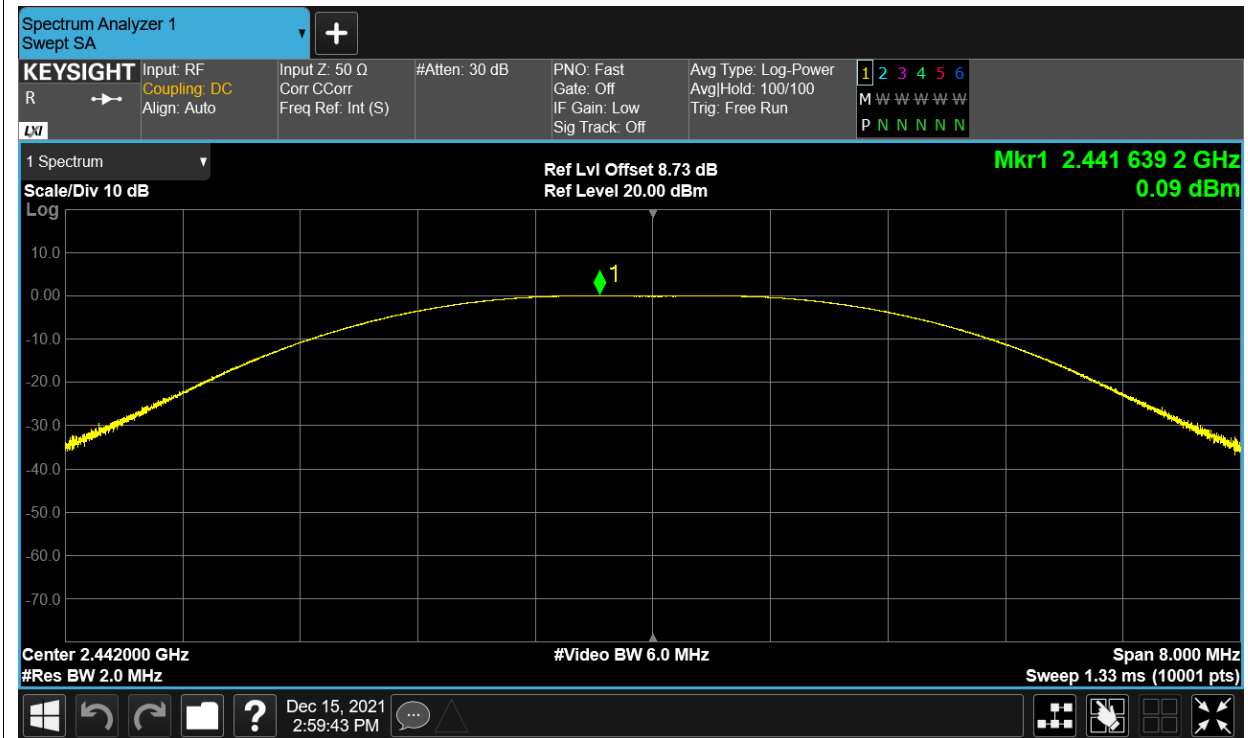 Spectrum Analyzer 1
Swept SA
KEYSIGHT
R
LXI
Input: RF
Coupling: DC
Align: Auto
Input Z: 50 Ω
Corr CCorr
Freq Ref: Int (S)
#Atten: 30 dB
PNO: Fast
Gate: Off
IF Gain: Low
Sig Track: Off
Avg Type: Log-Power
Avg|Hold: 100/100
Trig: Free Run
1 2 3 4 5 6
M W W W W W
P N N N N N
1 Spectrum
Scale/Div 10 dB
Log
Ref Lvl Offset 8.73 dB
Ref Level 20.00 dBm
Mkr1 2.441 639 2 GHz
0.09 dBm
10.0
0.00
-10.0
-20.0
-30.0
-40.0
-50.0
-60.0
-70.0
1
Center 2.442000 GHz
#Res BW 2.0 MHz
#Video BW 6.0 MHz
Span 8.000 MHz
Sweep 1.33 ms (10001 pts)
?
Dec 15, 2021
2:59:43 PM